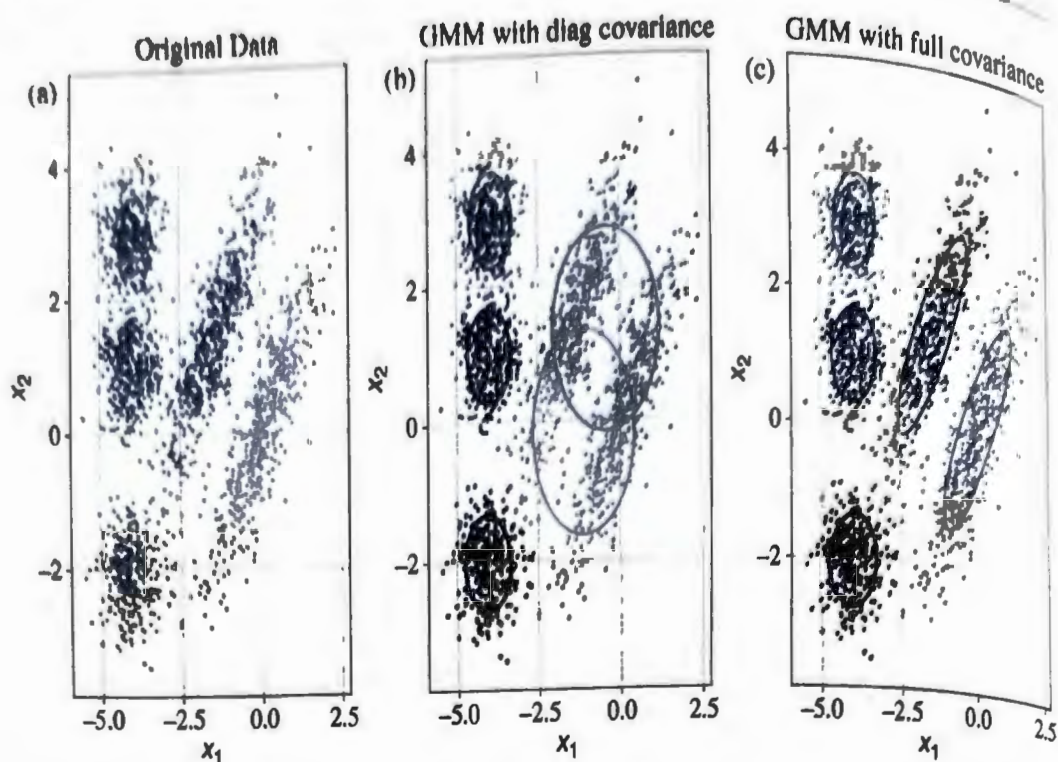 Original Data
GMM with diag covariance
GMM with full covariance
(a)
(b)
(c)
4
2
0
−2
x2
−5.0
−2.5
0.0
2.5
x1
4
2
0
−2
x2
−5.0
−2.5
0.0
2.5
x1
4
2
0
−2
x2
−5.0
−2.5
0.0
2.5
x1